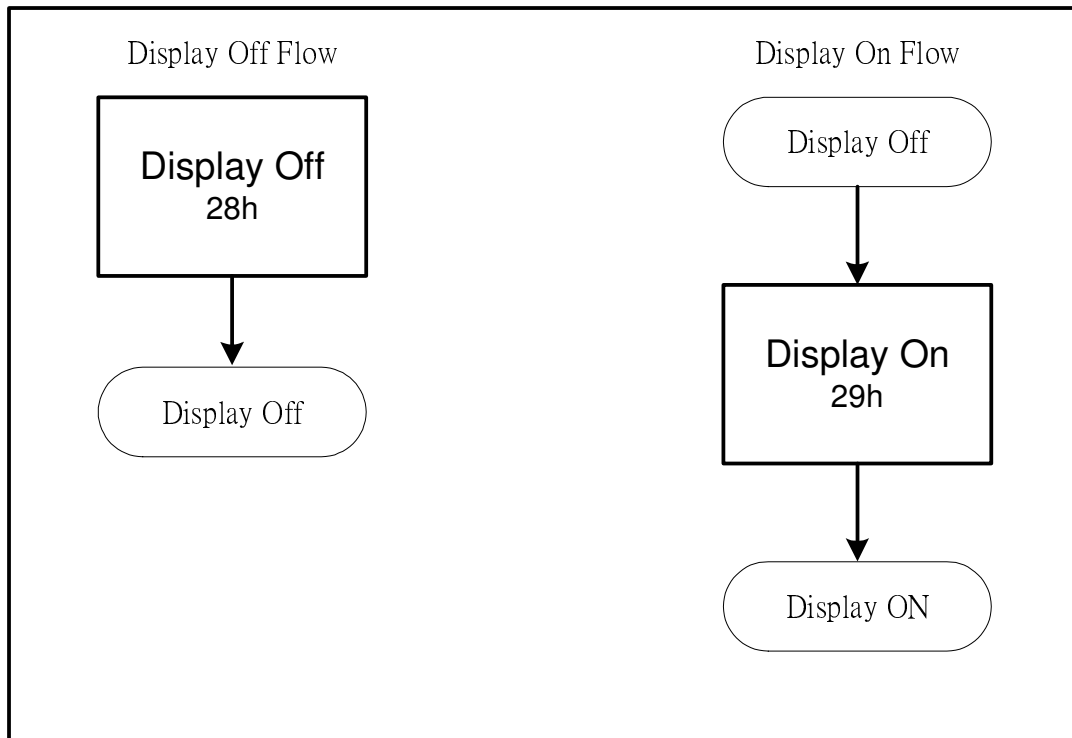 Display Off Flow
Display Off
28h
Display Off
Display On Flow
Display Off
Display On
29h
Display ON